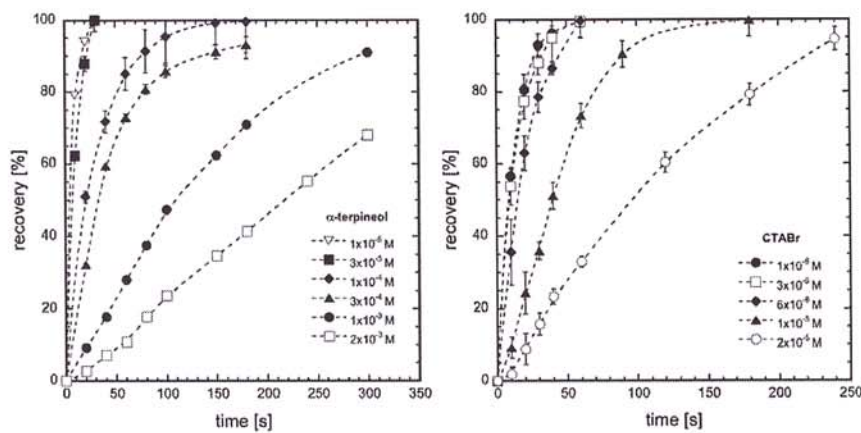 100
80
60
40
20
0
recovery [%]
α-terpineol
1x10⁻⁵ M
3x10⁻⁵ M
1x10⁻⁴ M
3x10⁻⁴ M
1x10⁻³ M
2x10⁻³ M
0 50 100 150 200 250 300 350
time [s]
100
80
60
40
20
0
recovery [%]
CTABr
1x10⁻⁶ M
3x10⁻⁶ M
6x10⁻⁶ M
1x10⁻⁵ M
2x10⁻⁵ M
0 50 100 150 200 250
time [s]